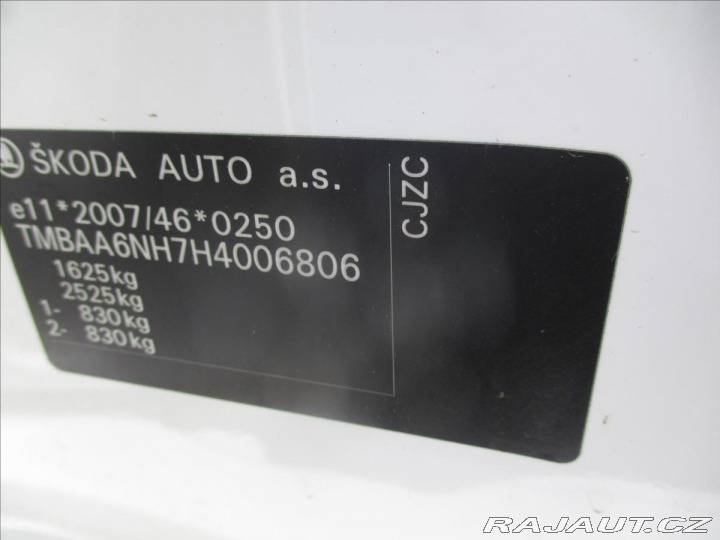 ŠKODA AUTO a.s.
e11*2007/46*0250
TMBAA6NH7H4006806
1625kg
2525kg
1- 830kg
2- 830kg
CJZC
RAJAUT.CZ